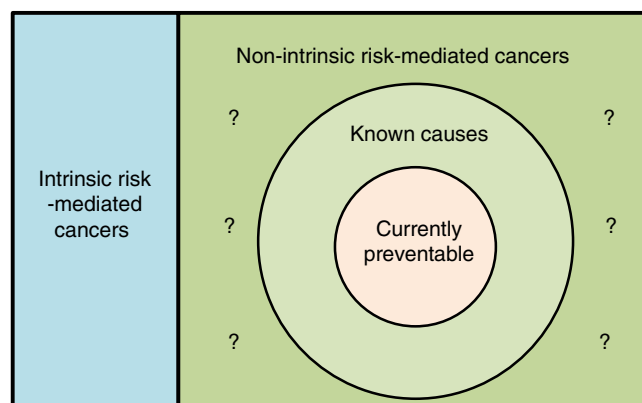 Non-intrinsic risk-mediated cancers
? ?
Known causes
Intrinsic risk
-mediated
cancers
? ?
Currently
preventable
? ?